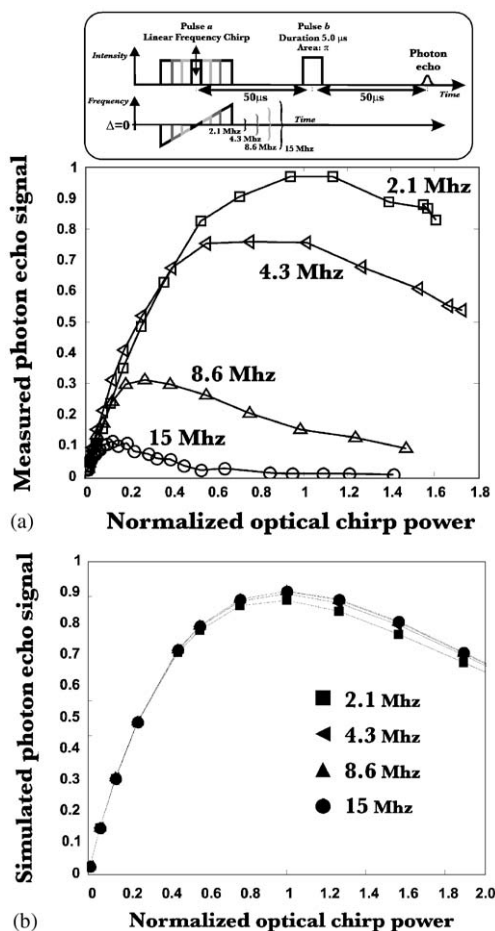 Pulse a
Linear Frequency Chirp
Pulse b
Duration 5.0 µs
Area: π
Photon
echo
Intensity
Time
50µs
50µs
Frequency
Δ=0
Time
2.1 Mhz
4.3 Mhz
8.6 Mhz
15 Mhz
Measured photon echo signal
1
0.9
0.8
0.7
0.6
0.5
0.4
0.3
0.2
0.1
0
2.1 Mhz
4.3 Mhz
8.6 Mhz
15 Mhz
0 0.2 0.4 0.6 0.8 1 1.2 1.4 1.6 1.8
(a) Normalized optical chirp power
Simulated photon echo signal
1
0.9
0.8
0.7
0.6
0.5
0.4
0.3
0.2
0.1
0
2.1 Mhz
4.3 Mhz
8.6 Mhz
15 Mhz
0 0.2 0.4 0.6 0.8 1 1.2 1.4 1.6 1.8 2.0
(b) Normalized optical chirp power